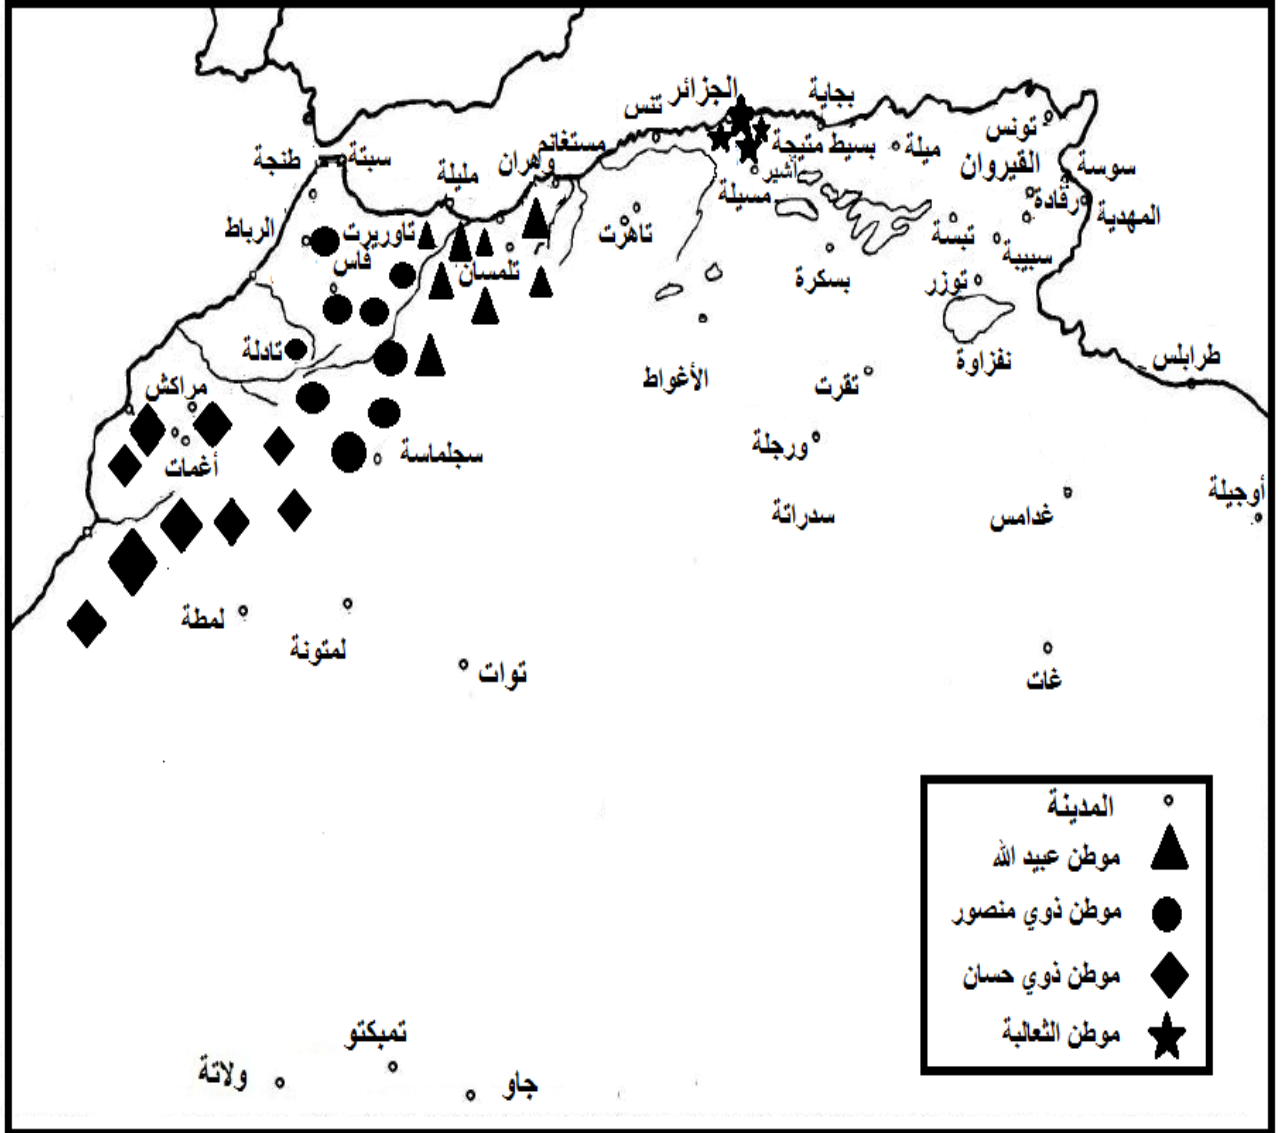 الجزائر
بجاية
تنس
تونس
بسيط متيجة
ميلة
مستغانم
القيروان
سوسة
سبتة
طنجة
وهران
أشير
مليلة
مسيلة
رقادة
المهدية
الرباط
تاوريرت
تاهرت
تبسة
سبيبة
فاس
تلمسان
بسكرة
توزر
تادلة
نفزاوة
طرابلس
الأغواط
تقرت
مراكش
ورجلة
سجلماسة
أغمات
أوجيلة
سدراتة
غدامس
لمطة
لمتونة
توات
غات
المدينة
موطن عبيد الله
موطن ذوي منصور
موطن ذوي حسان
موطن الثعالبة
تمبكتو
ولاتة
جاو